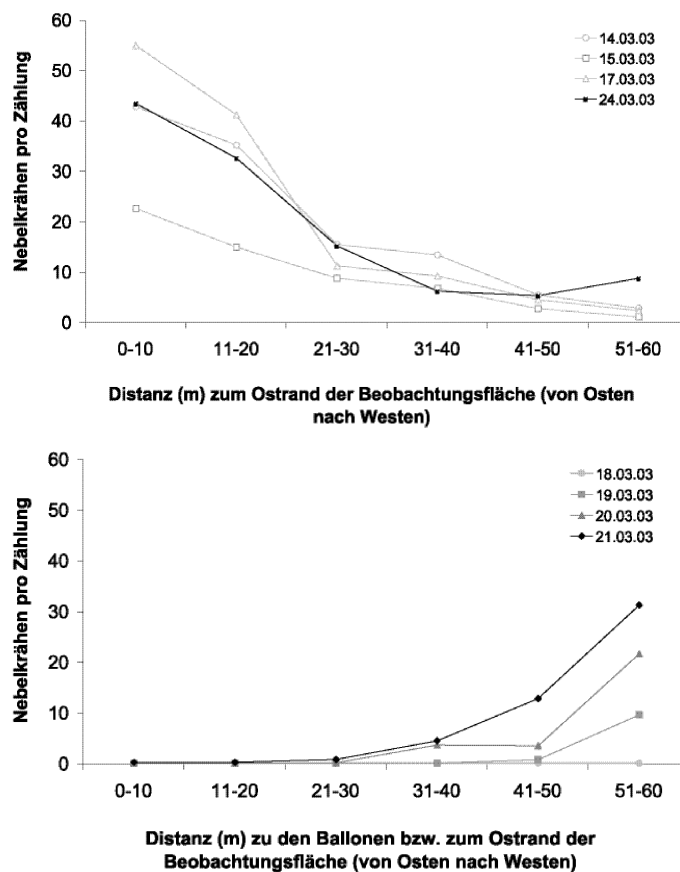 Nebelkrähen pro Zählung
60
50
40
30
20
10
0
14.03.03
15.03.03
17.03.03
24.03.03
0-10 11-20 21-30 31-40 41-50 51-60
Distanz (m) zum Ostrand der Beobachtungsfläche (von Osten
nach Westen)
Nebelkrähen pro Zählung
60
50
40
30
20
10
0
18.03.03
19.03.03
20.03.03
21.03.03
0-10 11-20 21-30 31-40 41-50 51-60
Distanz (m) zu den Ballonen bzw. zum Ostrand der
Beobachtungsfläche (von Osten nach Westen)